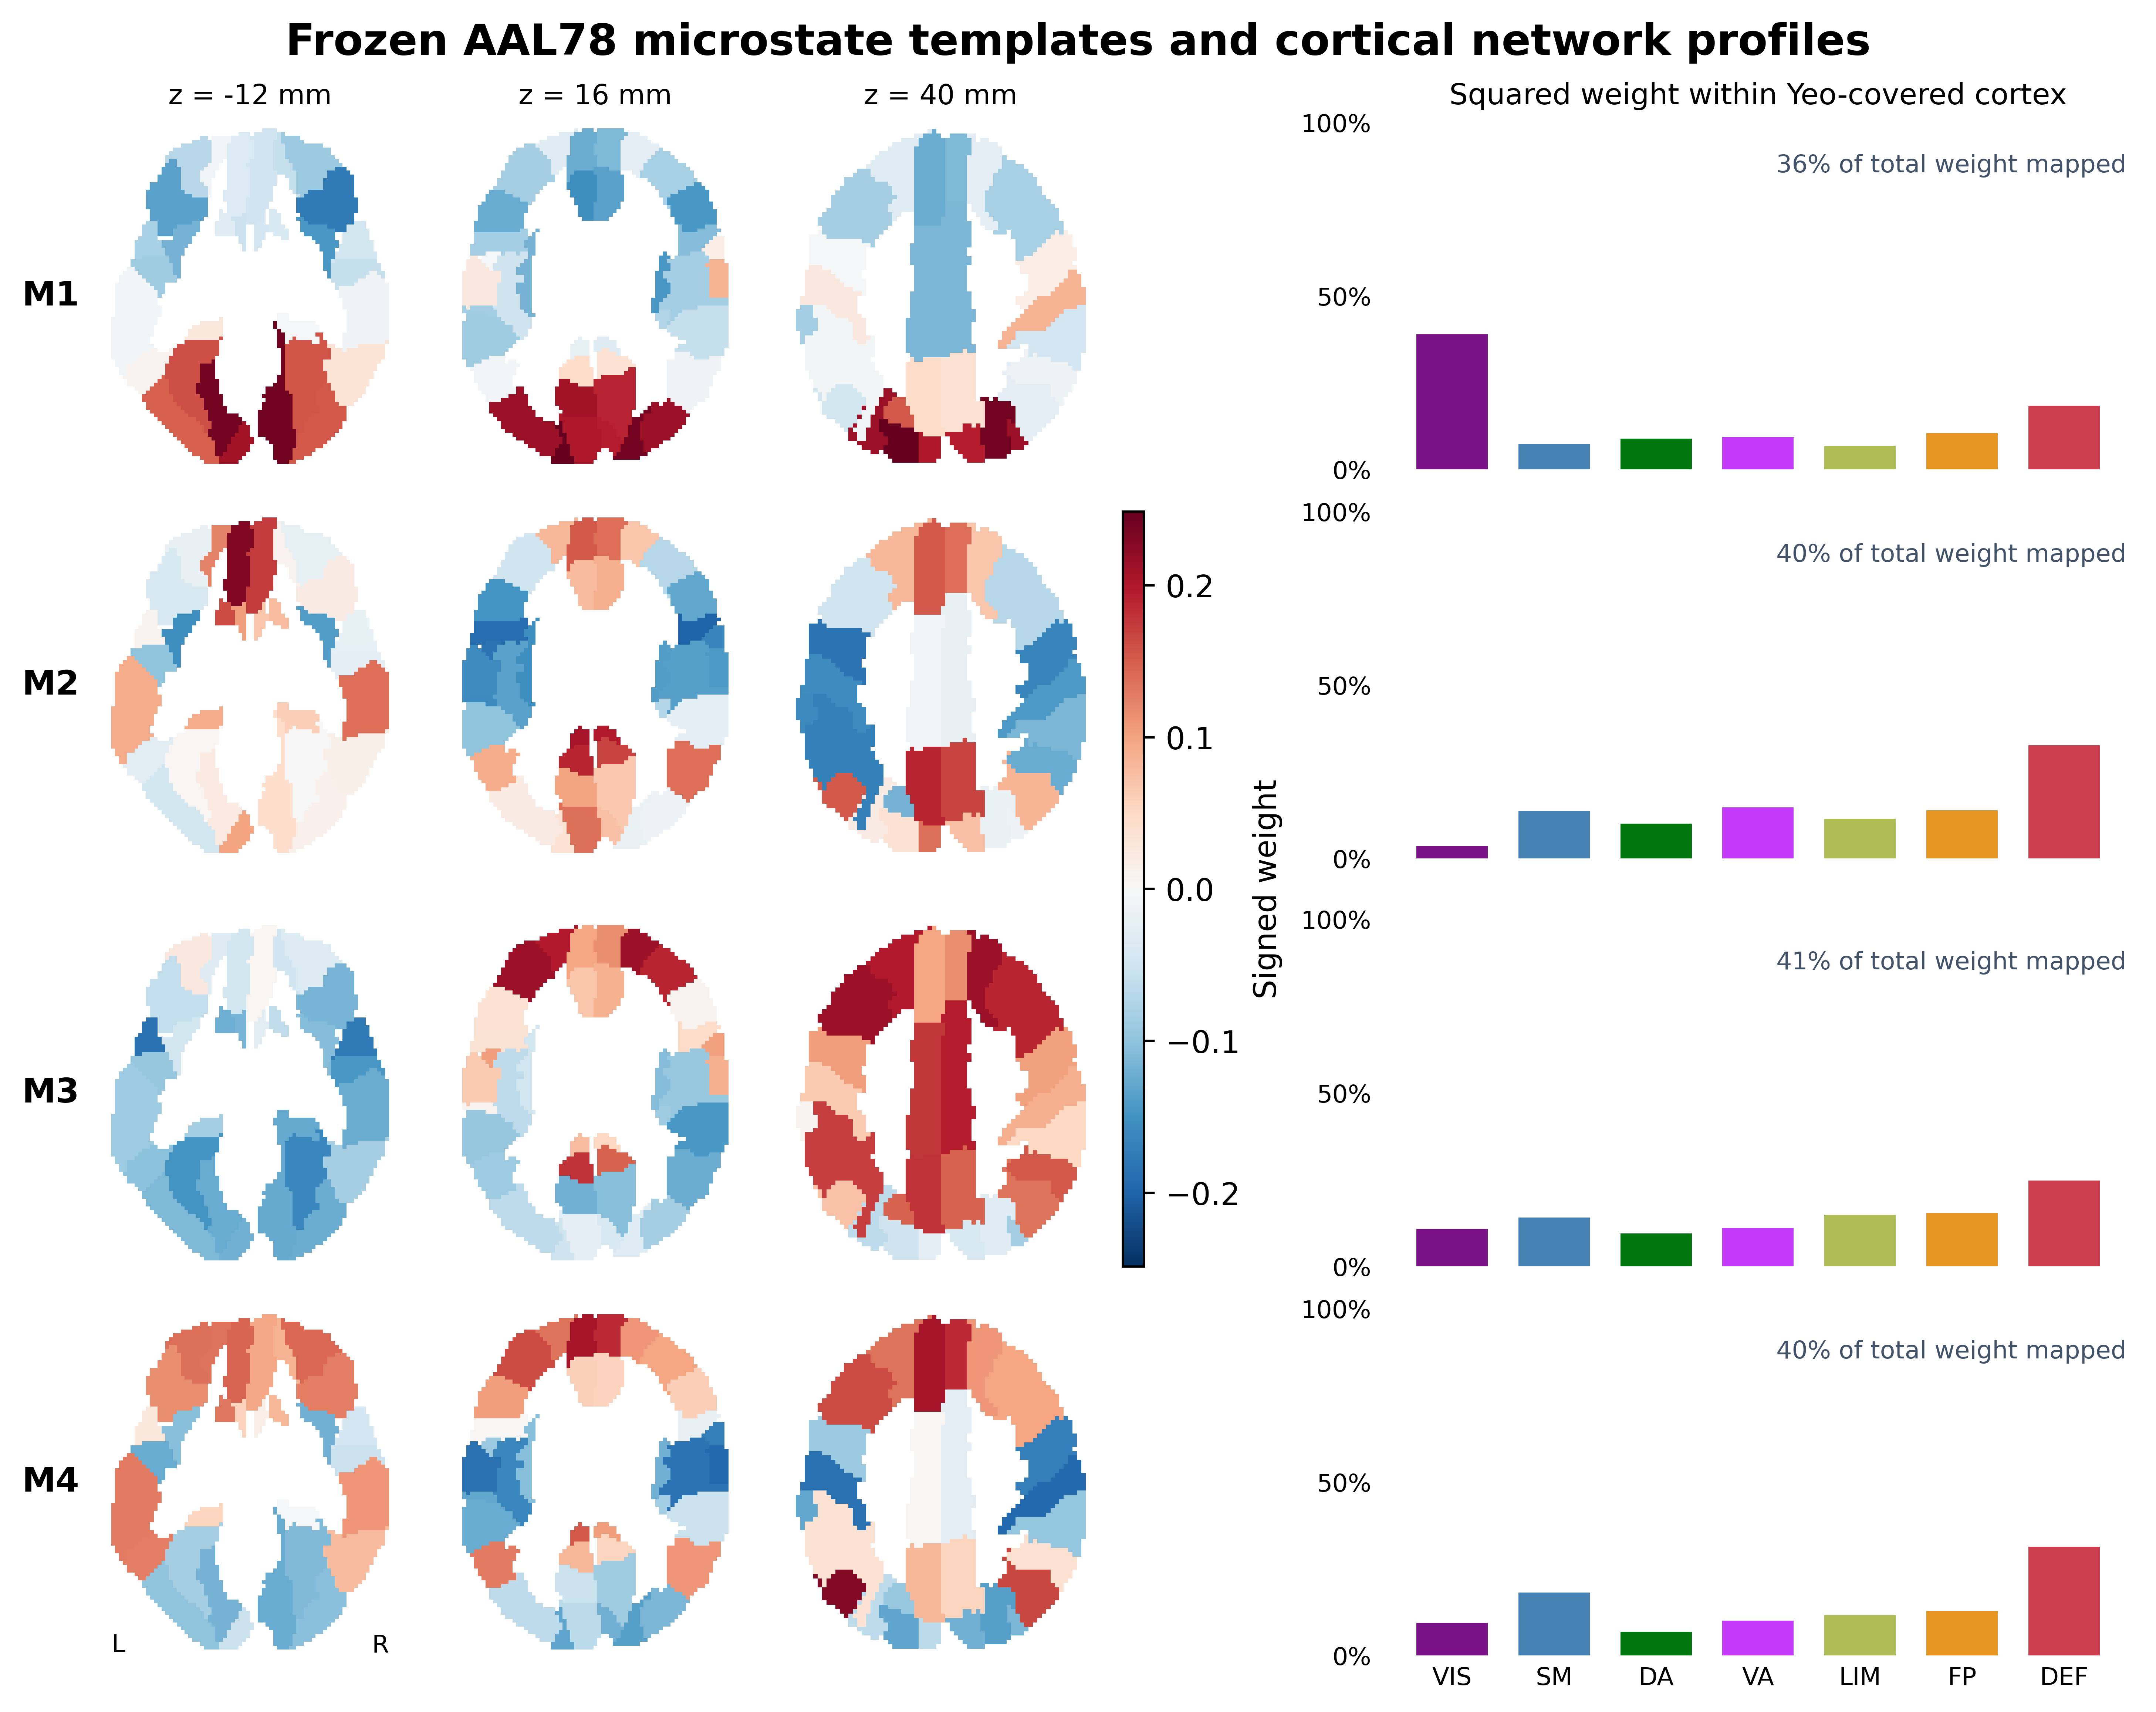 Frozen AAL78 microstate templates and cortical network profiles
z = -12 mm
z = 16 mm
z = 40 mm
Squared weight within Yeo-covered cortex
M1
100%
50%
0%
36% of total weight mapped
M2
100%
50%
0%
40% of total weight mapped
0.2
0.1
0.0
−0.1
−0.2
Signed weight
M3
100%
50%
0%
41% of total weight mapped
M4
100%
50%
0%
40% of total weight mapped
L
R
VIS
SM
DA
VA
LIM
FP
DEF